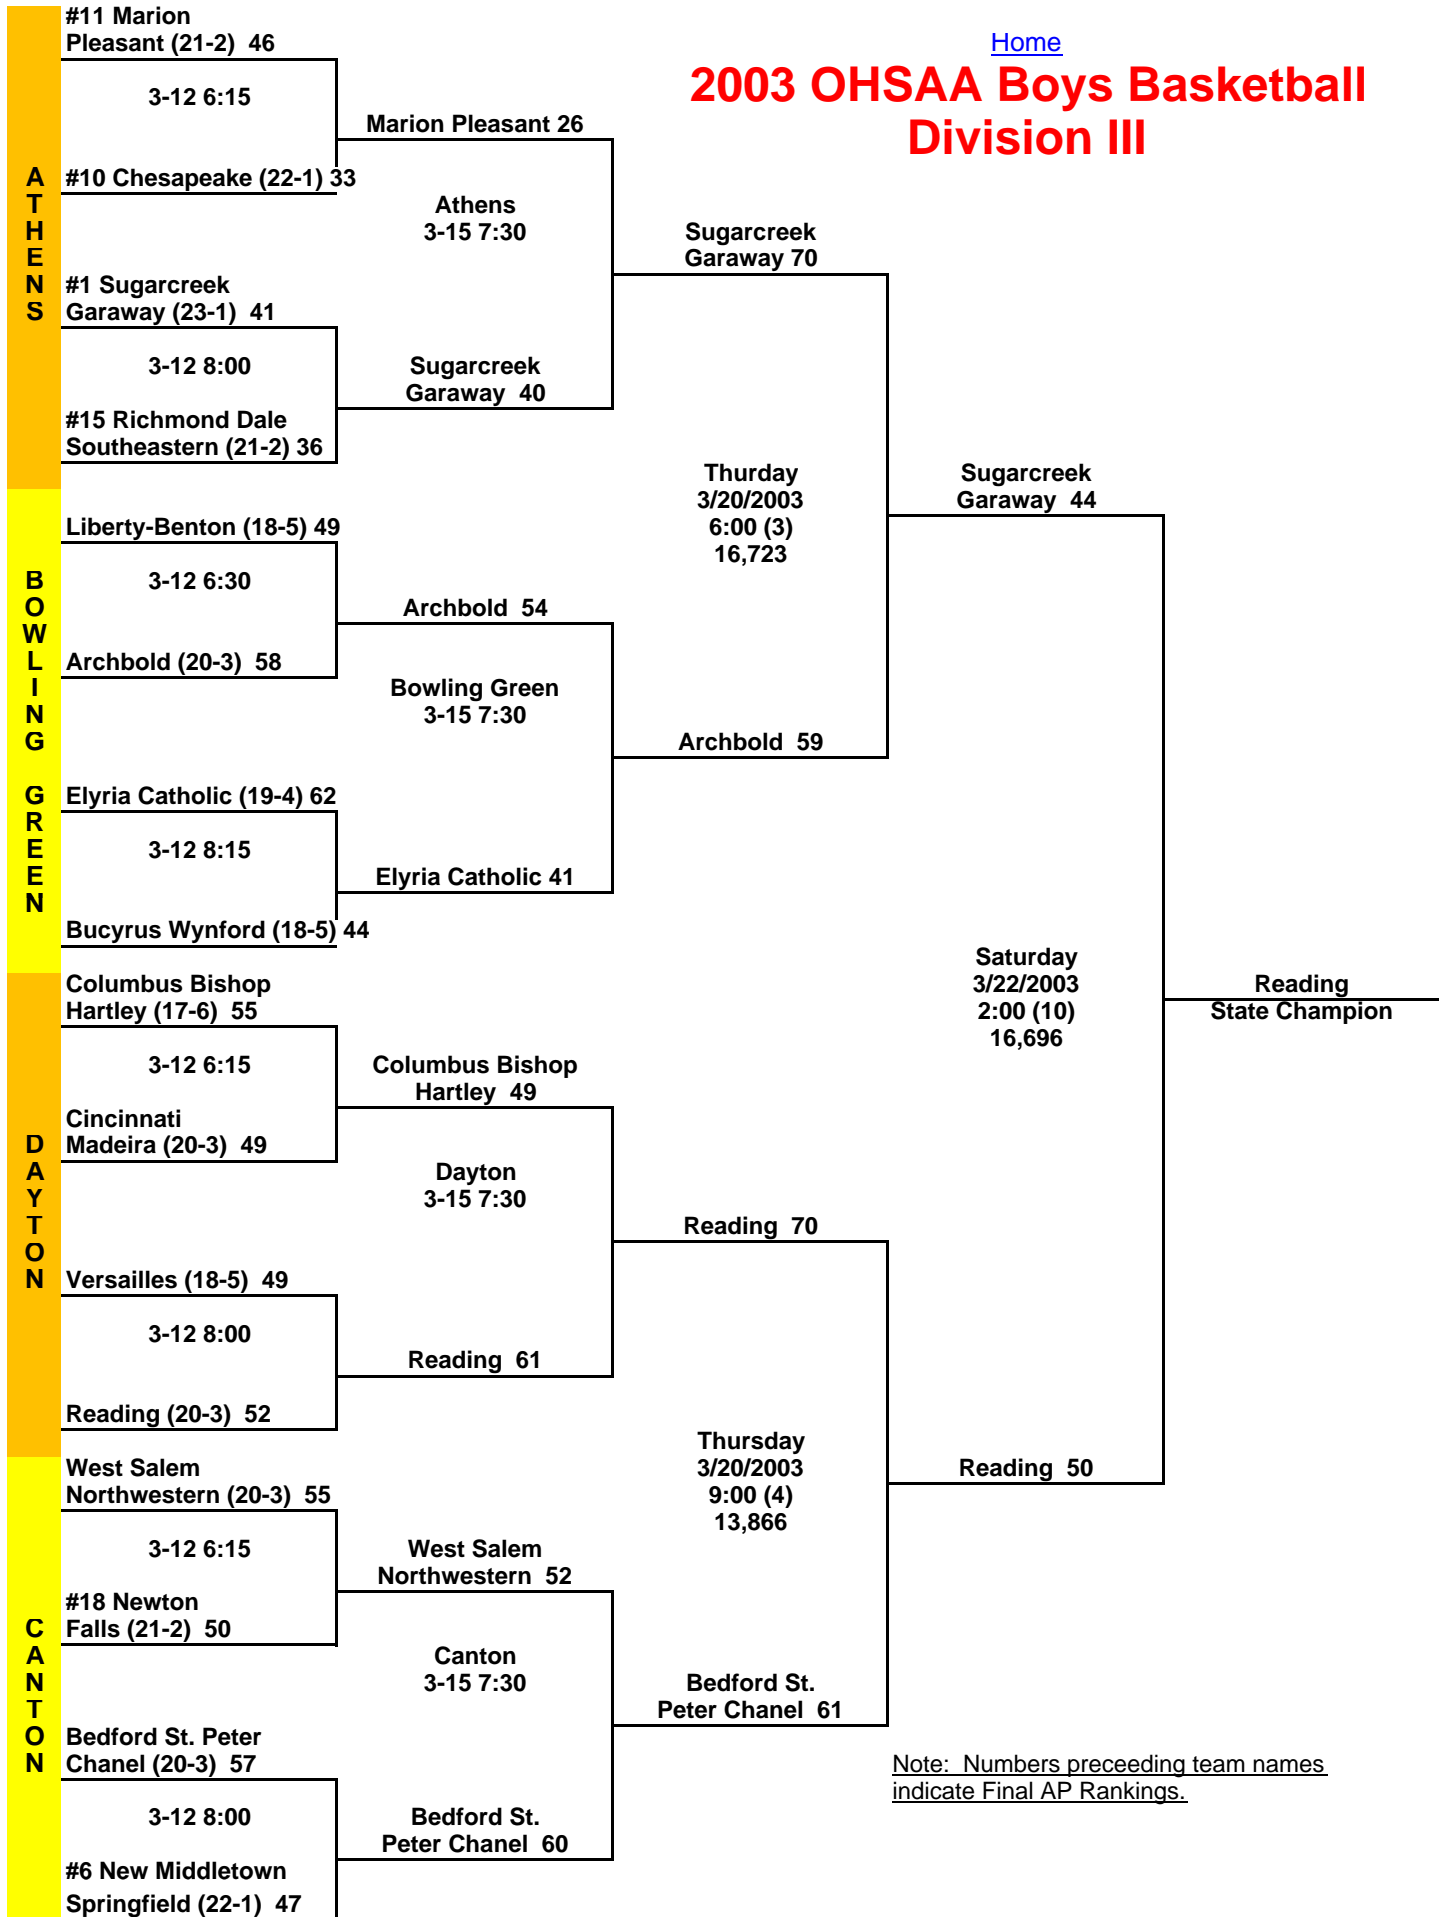 Home
2003 OHSAA Boys Basketball
Division III
ATHENS
#11 Marion
Pleasant (21-2)  46
3-12 6:15
#10 Chesapeake (22-1) 33
#1 Sugarcreek
Garaway (23-1)  41
3-12 8:00
#15 Richmond Dale
Southeastern (21-2) 36
Marion Pleasant 26
Athens
3-15 7:30
Sugarcreek
Garaway  40
BOWLING GREEN
Liberty-Benton (18-5) 49
3-12 6:30
Archbold (20-3)  58
Elyria Catholic (19-4) 62
3-12 8:15
Bucyrus Wynford (18-5) 44
Archbold  54
Bowling Green
3-15 7:30
Elyria Catholic 41
Sugarcreek
Garaway 70
Thurday
3/20/2003
6:00 (3)
16,723
Archbold  59
DAYTON
Columbus Bishop
Hartley (17-6)  55
3-12 6:15
Cincinnati
Madeira (20-3)  49
Versailles (18-5)  49
3-12 8:00
Reading (20-3)  52
Columbus Bishop
Hartley  49
Dayton
3-15 7:30
Reading  61
CANTON
West Salem
Northwestern (20-3)  55
3-12 6:15
#18 Newton
Falls (21-2)  50
Bedford St. Peter
Chanel (20-3)  57
3-12 8:00
#6 New Middletown
Springfield (22-1)  47
West Salem
Northwestern  52
Canton
3-15 7:30
Bedford St.
Peter Chanel  60
Reading  70
Thursday
3/20/2003
9:00 (4)
13,866
Bedford St.
Peter Chanel  61
Sugarcreek
Garaway  44
Saturday
3/22/2003
2:00 (10)
16,696
Reading  50
Reading
State Champion
Note:  Numbers preceeding team names
indicate Final AP Rankings.